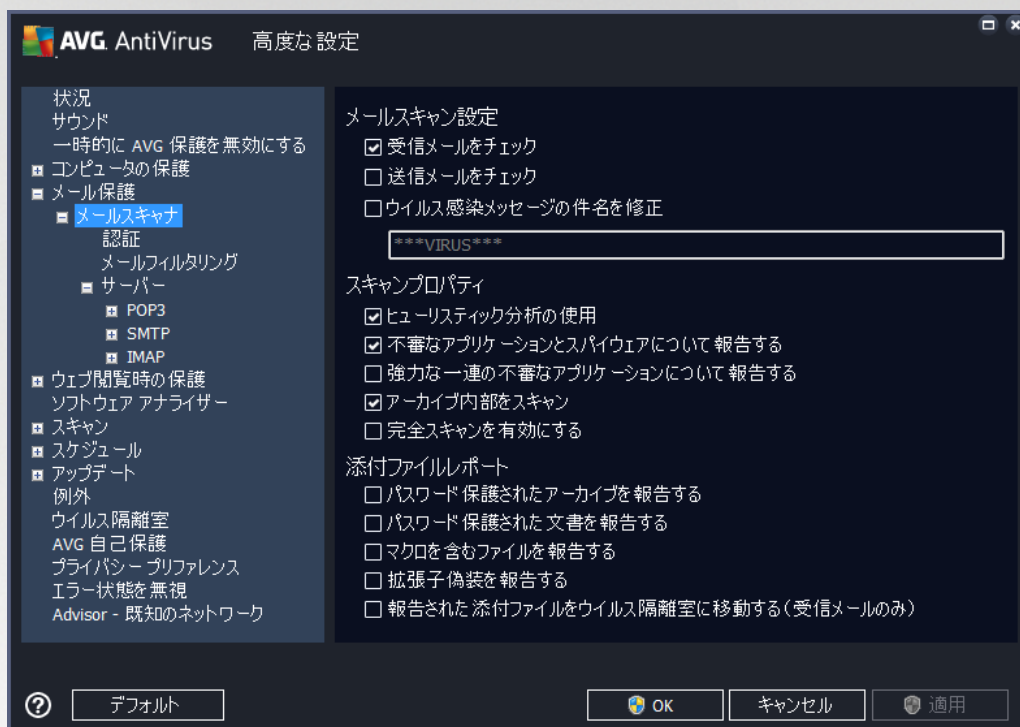 AVG. AntiVirus 高度な設定
状況
サウンド
一時的に AVG 保護を無効にする
コンピュータの保護
メール保護
メールスキャナ
認証
メールフィルタリング
サーバー
POP3
SMTP
IMAP
ウェブ閲覧時の保護
ソフトウェア アナライザー
スキャン
スケジュール
アップデート
例外
ウイルス隔離室
AVG 自己保護
プライバシー プリファレンス
エラー状態を無視
Advisor - 既知のネットワーク
メールスキャン設定
受信メールをチェック
送信メールをチェック
ウイルス感染メッセージの件名を修正
***VIRUS***
スキャンプロパティ
ヒューリスティック分析の使用
不審なアプリケーションとスパイウェアについて報告する
強力な一連の不審なアプリケーションについて報告する
アーカイブ内部をスキャン
完全スキャンを有効にする
添付ファイルレポート
パスワード保護されたアーカイブを報告する
パスワード保護された文書を報告する
マクロを含むファイルを報告する
拡張子偽装を報告する
報告された添付ファイルをウイルス隔離室に移動する(受信メールのみ)
? デフォルト OK キャンセル 適用